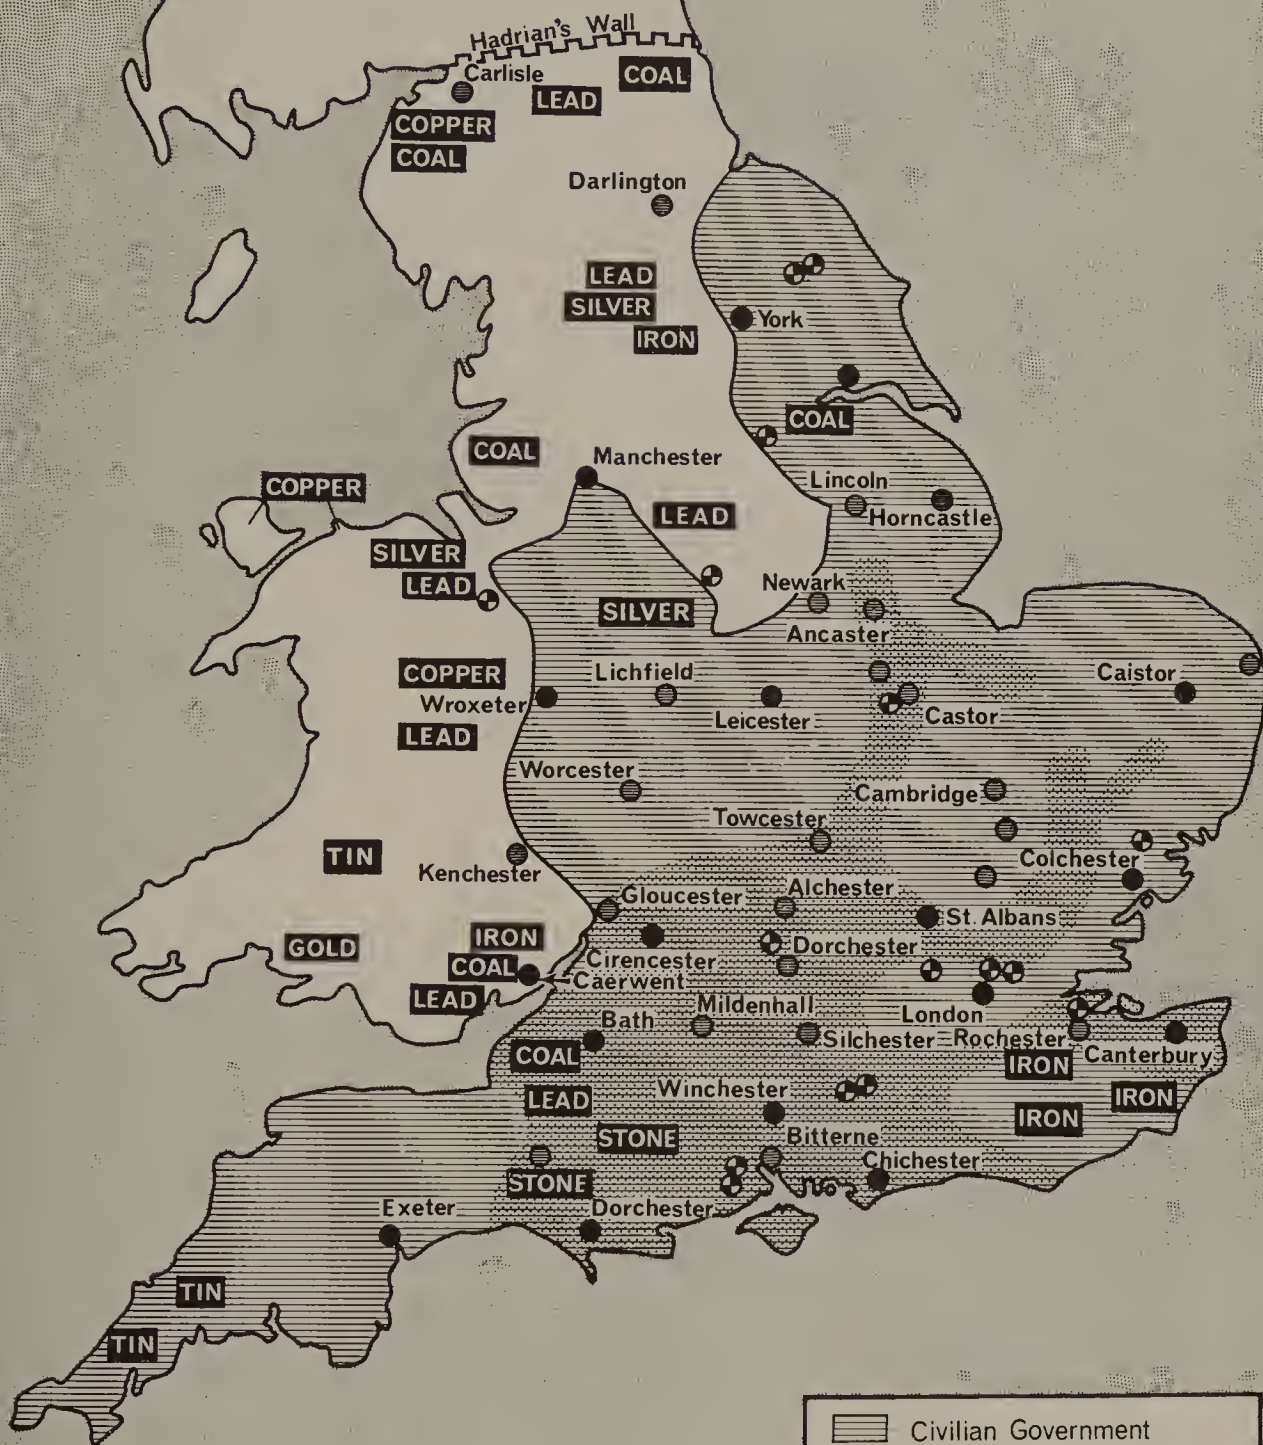 Hadrian's Wall
Carlisle
COAL
LEAD
COPPER
COAL
Darlington
LEAD
SILVER
IRON
York
COAL
COAL
Manchester
COPPER
Lincoln
LEAD
Horncastle
SILVER
LEAD
Newark
SILVER
Ancaster
COPPER
Lichfield
Caistor
Wroxeter
Leicester
Castor
LEAD
Worcester
Cambridge
Towcester
TIN
Colchester
Kenchester
Gloucester
Alchester
St. Albans
IRON
GOLD
Dorchester
COAL
Cirencester
Caerwent
LEAD
Mildenhall
London
Bath
Silchester
Rochester
COAL
Canterbury
IRON
Winchester
LEAD
IRON
IRON
STONE
Bitterne
Chichester
STONE
Exeter
Dorchester
TIN
TIN
Civilian Government